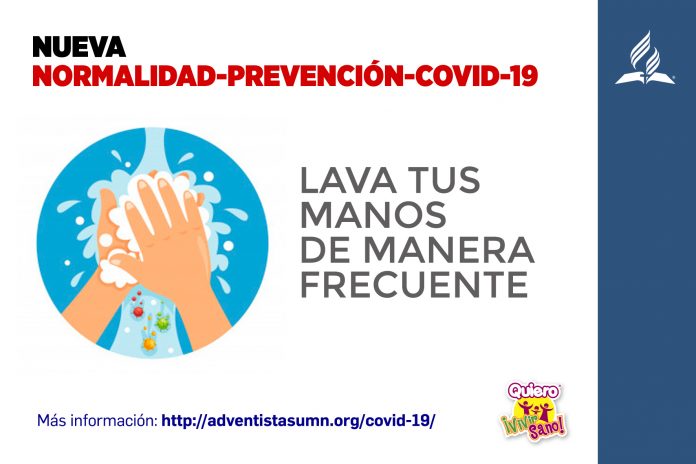 NUEVA
NORMALIDAD-PREVENCIÓN-COVID-19
LAVA TUS
MANOS
DE MANERA
FRECUENTE
Más información: http://adventistasumn.org/covid-19/
Quiero
¡Vivir
Sano!